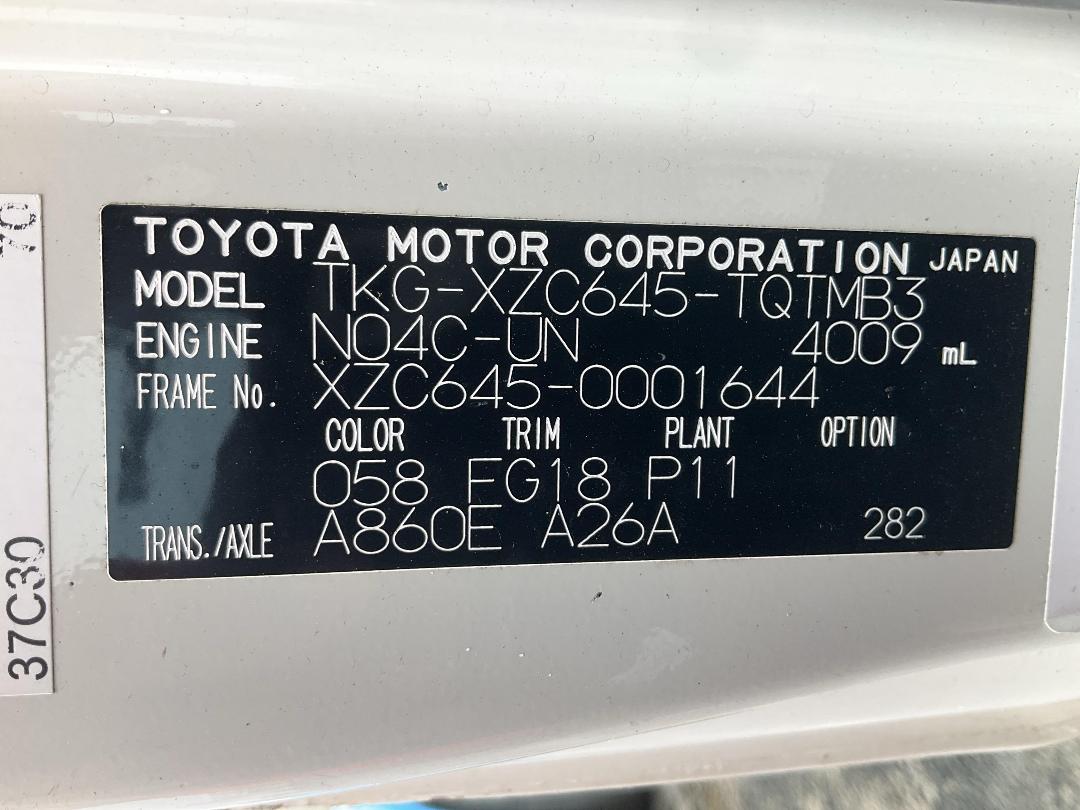 TOYOTA MOTOR CORPORATION JAPAN
MODEL TKG-XZC645-TQTMB3
ENGINE N04C-UN 4009 mL
FRAME No. XZC645-0001644
COLOR TRIM PLANT OPTION
058 EG18 P11
TRANS./AXLE A860E A26A 282
37C30